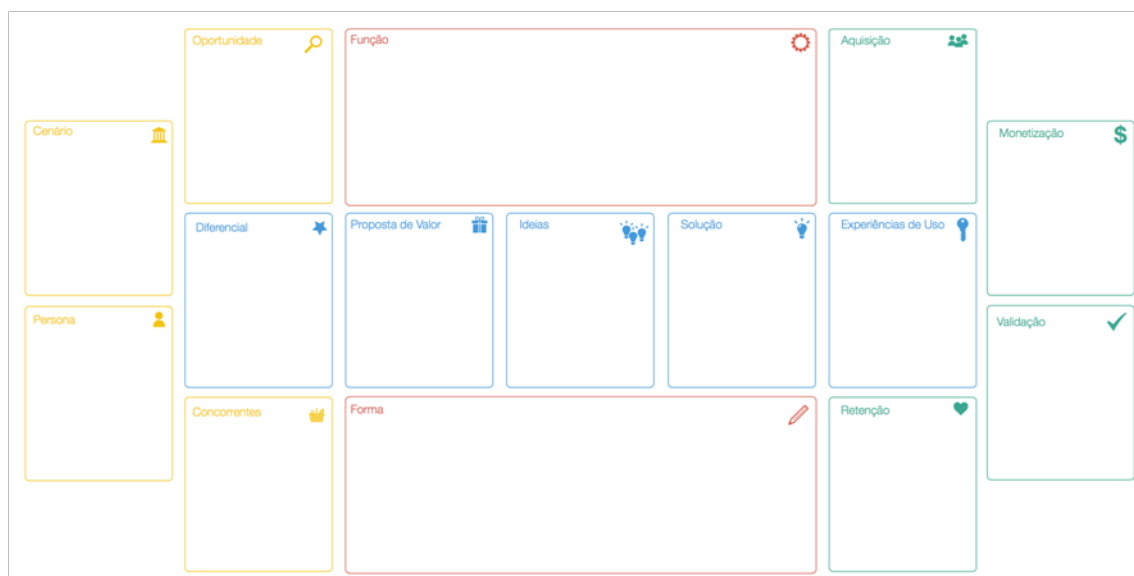 Oportunidade
Função
Aquisição
Cenário
Monetização
$
Diferencial
Proposta de Valor
Ideias
Solução
Experiências de Uso
Persona
Validação
Concorrentes
Forma
Retenção